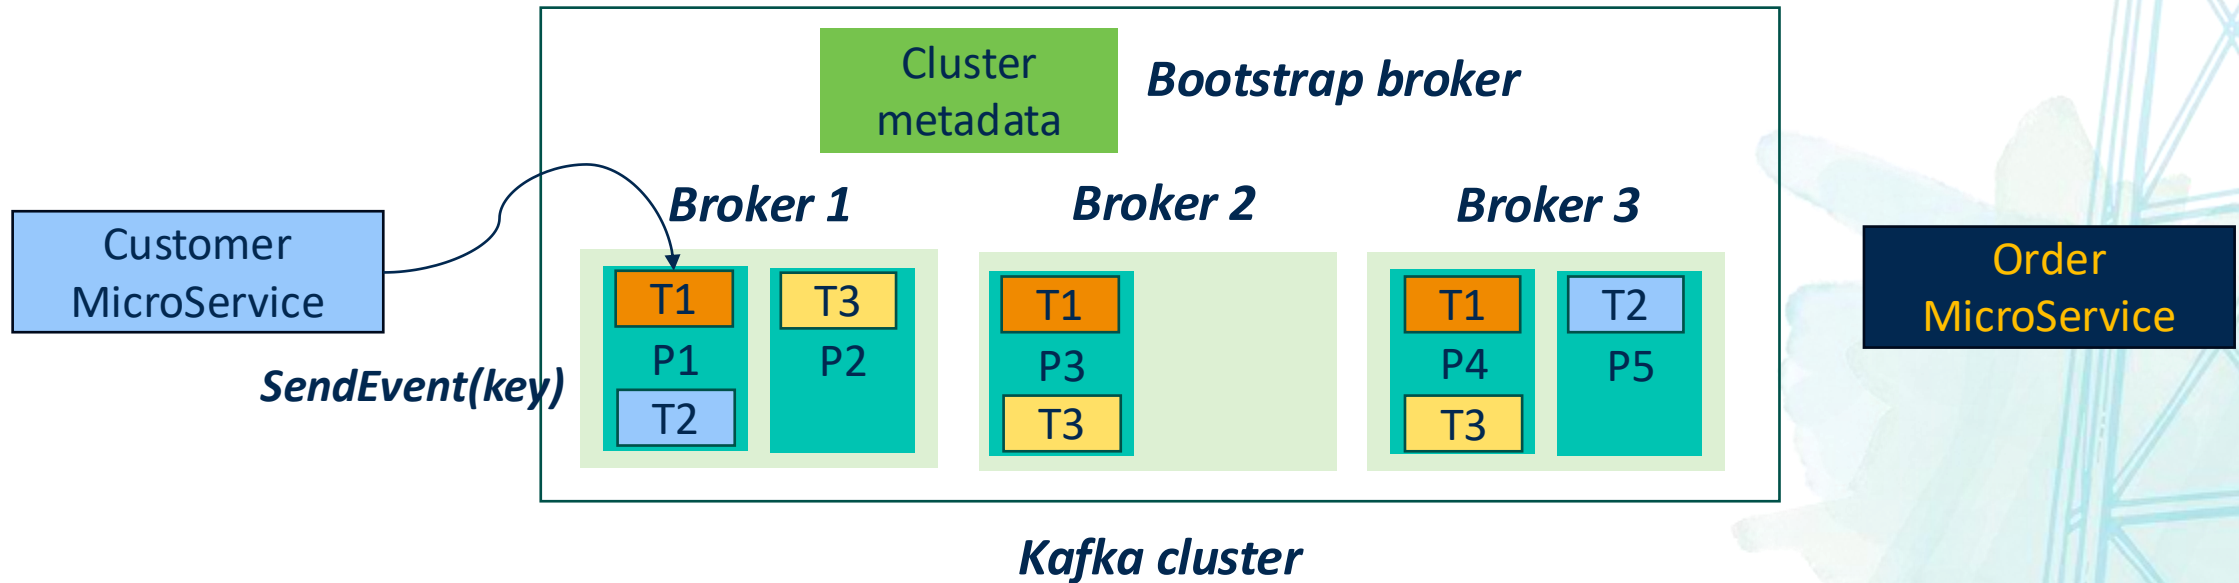 Cluster
metadata
Bootstrap broker
Broker 1
Broker 2
Broker 3
Customer
MicroService
SendEvent(key)
T1
P1
T2
T3
P2
T1
P3
T3
T1
P4
T3
T2
P5
Order
MicroService
Kafka cluster